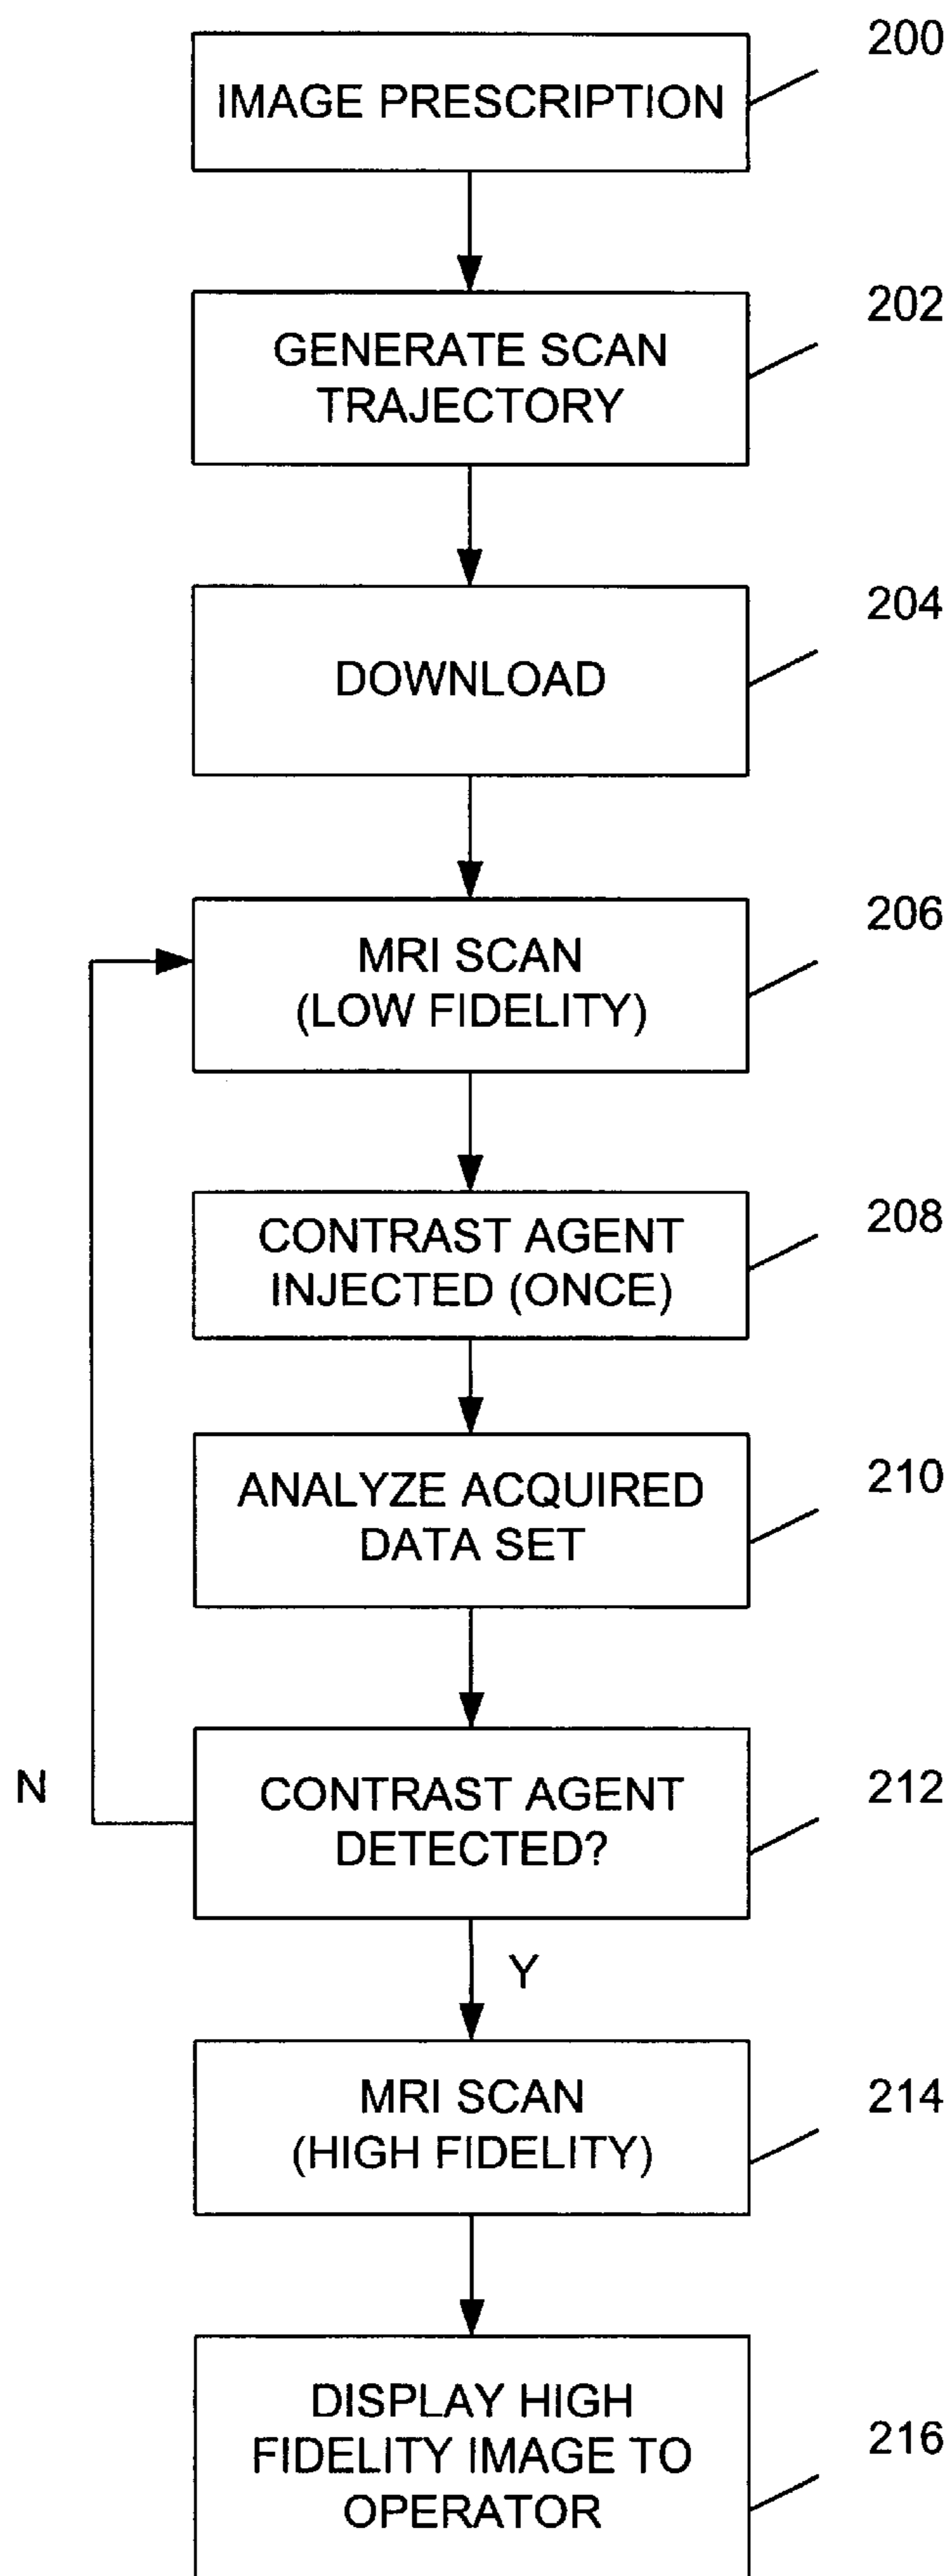 200
IMAGE PRESCRIPTION
202
GENERATE SCAN
TRAJECTORY
204
DOWNLOAD
206
MRI SCAN
(LOW FIDELITY)
208
CONTRAST AGENT
INJECTED (ONCE)
210
ANALYZE ACQUIRED
DATA SET
212
N
CONTRAST AGENT
DETECTED?
Y
214
MRI SCAN
(HIGH FIDELITY)
216
DISPLAY HIGH
FIDELITY IMAGE TO
OPERATOR